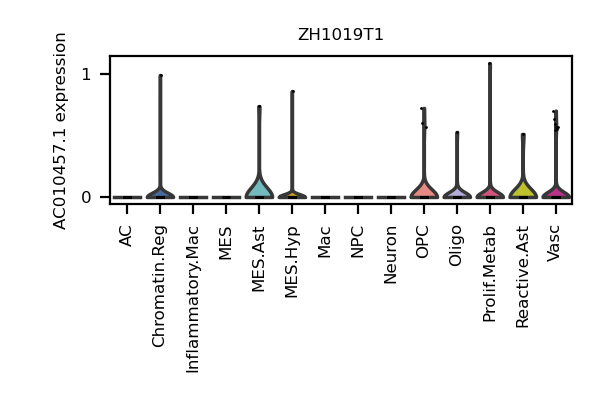 ZH1019T1
AC010457.1 expression
1
0
AC
Chromatin.Reg
Inflammatory.Mac
MES
MES.Ast
MES.Hyp
Mac
NPC
Neuron
OPC
Oligo
Prolif.Metab
Reactive.Ast
Vasc